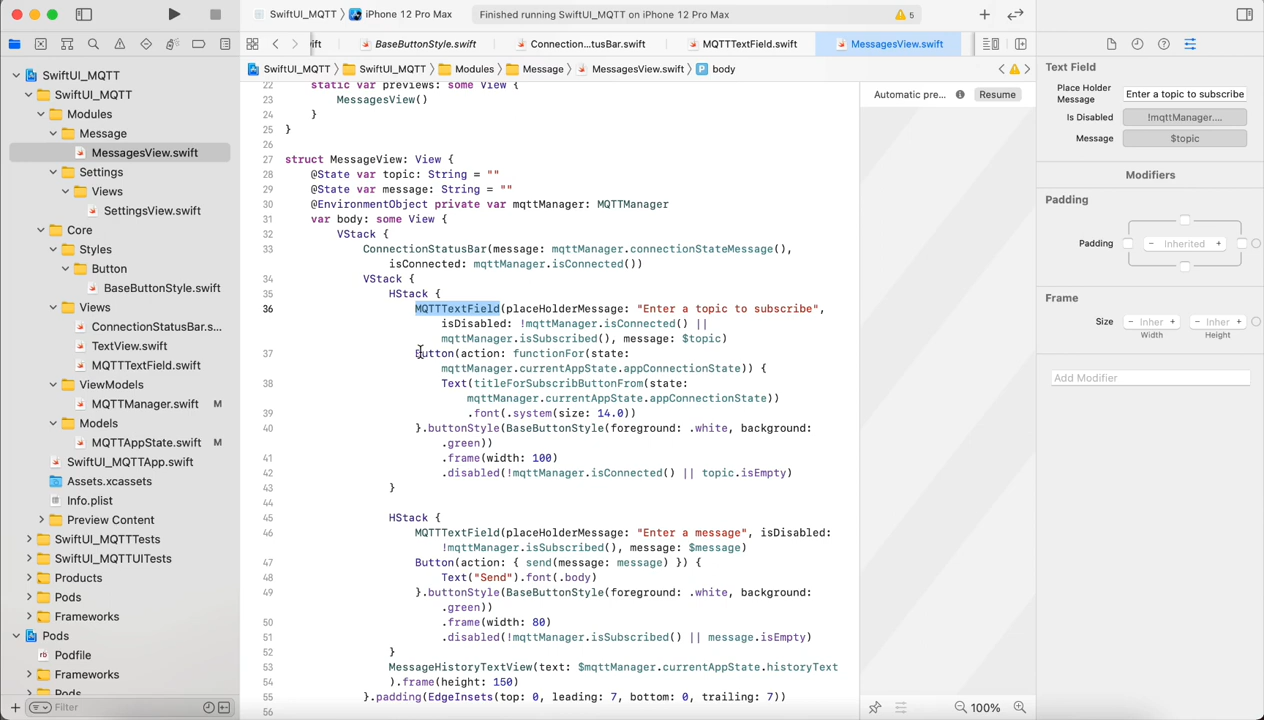 SwiftUI_MQTT 〉 iPhone 12 Pro Max
Finished running SwiftUI_MQTT on iPhone 12 Pro Max
5
ift
BaseButtonStyle.swift
Connection...tusBar.swift
MQTTTextField.swift
MessagesView.swift
SwiftUI_MQTT 〉 SwiftUI_MQTT 〉 Modules 〉 Message 〉 MessagesView.swift 〉 P body
SwiftUI_MQTT
SwiftUI_MQTT
Modules
Message
MessagesView.swift
Settings
Views
SettingsView.swift
Core
Styles
Button
BaseButtonStyle.swift
Views
ConnectionStatusBar.s...
TextView.swift
MQTTTextField.swift
ViewModels
MQTTManager.swift M
Models
MQTTAppState.swift M
SwiftUI_MQTTApp.swift
Assets.xcassets
Info.plist
Preview Content
SwiftUI_MQTTTests
SwiftUI_MQTTUITests
Products
Pods
Frameworks
Pods
rb Podfile
Frameworks
Pods
Filter
22 static var previews: some View {
23 MessagesView()
24 }
25 }
26
27 struct MessageView: View {
28 @State var topic: String = ""
29 @State var message: String = ""
30 @EnvironmentObject private var mqttManager: MQTTManager
31 var body: some View {
32 VStack {
33 ConnectionStatusBar(message: mqttManager.connectionStateMessage(),
isConnected: mqttManager.isConnected())
34 VStack {
35 HStack {
36 MQTTTextField(placeHolderMessage: "Enter a topic to subscribe",
isDisabled: !mqttManager.isConnected() ||
mqttManager.isSubscribed(), message: $topic)
37 Button(action: functionFor(state:
mqttManager.currentAppState.appConnectionState)) {
38 Text(titleForSubscribButtonFrom(state:
mqttManager.currentAppState.appConnectionState))
39 .font(.system(size: 14.0))
40 }.buttonStyle(BaseButtonStyle(foreground: .white, background:
.green))
41 .frame(width: 100)
42 .disabled(!mqttManager.isConnected() || topic.isEmpty)
43 }
44
45 HStack {
46 MQTTTextField(placeHolderMessage: "Enter a message", isDisabled:
!mqttManager.isSubscribed(), message: $message)
47 Button(action: { send(message: message) }) {
48 Text("Send").font(.body)
49 }.buttonStyle(BaseButtonStyle(foreground: .white, background:
.green))
50 .frame(width: 80)
51 .disabled(!mqttManager.isSubscribed() || message.isEmpty)
52 }
53 MessageHistoryTextView(text: $mqttManager.currentAppState.historyText
54 ).frame(height: 150)
55 }.padding(EdgeInsets(top: 0, leading: 7, bottom: 0, trailing: 7))
56
Automatic pre... Resume
100%
Text Field
Place Holder
Message
Enter a topic to subscribe
Is Disabled !mqttManager....
Message $topic
Modifiers
Padding
Padding − Inherited +
Frame
Size − Inher + − Inher +
Width Height
Add Modifier